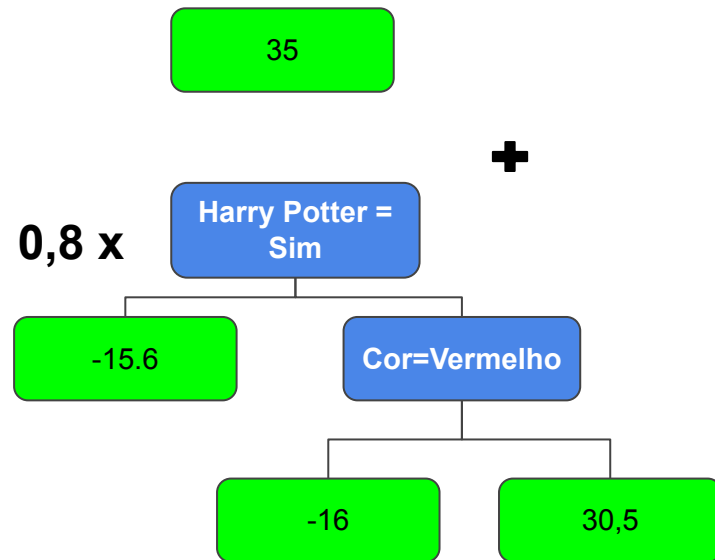 35
+
Harry Potter =
Sim
0,8 x
-15.6
Cor=Vermelho
-16
30,5